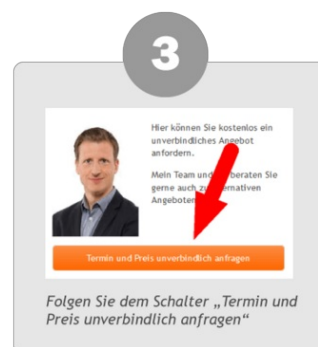 3
Hier können Sie kostenlos ein
unverbindliches Angebot
anfordern.
Mein Team und beraten Sie
gerne auch zu
Angeboten
Termin und Preis unverbindlich anfragen
Folgen Sie dem Schalter „Termin und
Preis unverbindlich anfragen“